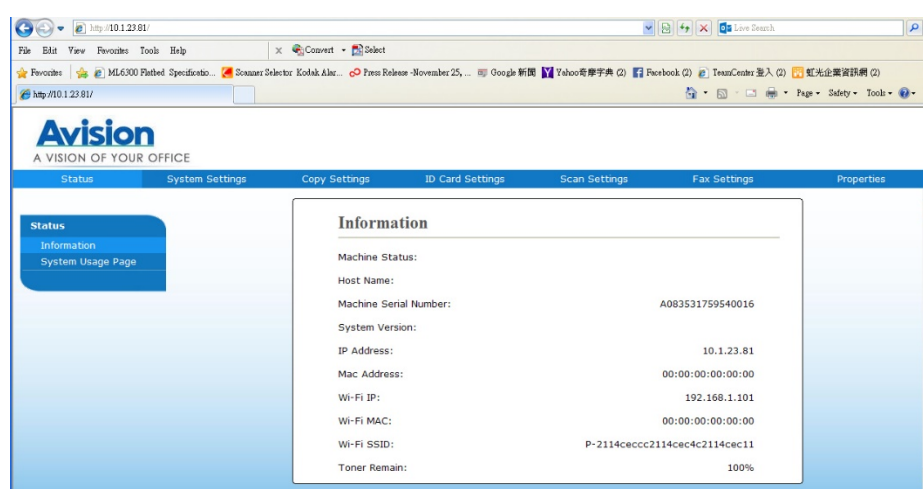 http://10.1.23.81/
Live Search
File Edit View Favorites Tools Help
x Convert Select
Favorites ML6300 Flatbed Specificatio... Scanner Selector Kodak Alar... Press Release -November 25, ... Google 新聞 Yahoo奇摩字典 (2) Facebook (2) TeamCenter 登入 (2) 虹光企業資訊網 (2)
http://10.1.23.81/
Page Safety Tools
Avision
A VISION OF YOUR OFFICE
Status System Settings Copy Settings ID Card Settings Scan Settings Fax Settings Properties
Status
Information
System Usage Page
Information
Machine Status:
Host Name:
Machine Serial Number: A083531759540016
System Version:
IP Address: 10.1.23.81
Mac Address: 00:00:00:00:00:00
Wi-Fi IP: 192.168.1.101
Wi-Fi MAC: 00:00:00:00:00:00
Wi-Fi SSID: P-2114ceccc2114cec4c2114cec11
Toner Remain: 100%